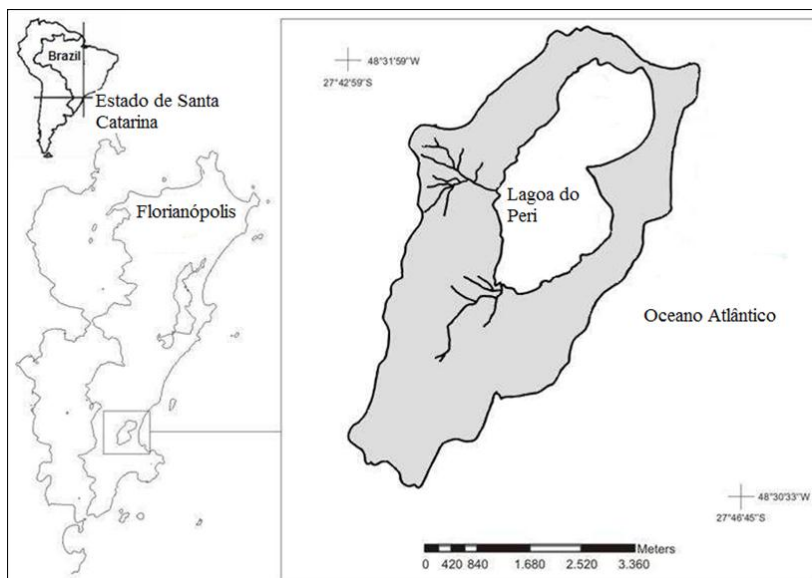 Brazil
Estado de Santa
Catarina
Florianópolis
48°31'59"W
27°42'59"S
Lagoa do
Peri
Oceano Atlântico
48°30'33"W
27°46'45"S
Meters
0 420 840 1.680 2.520 3.360